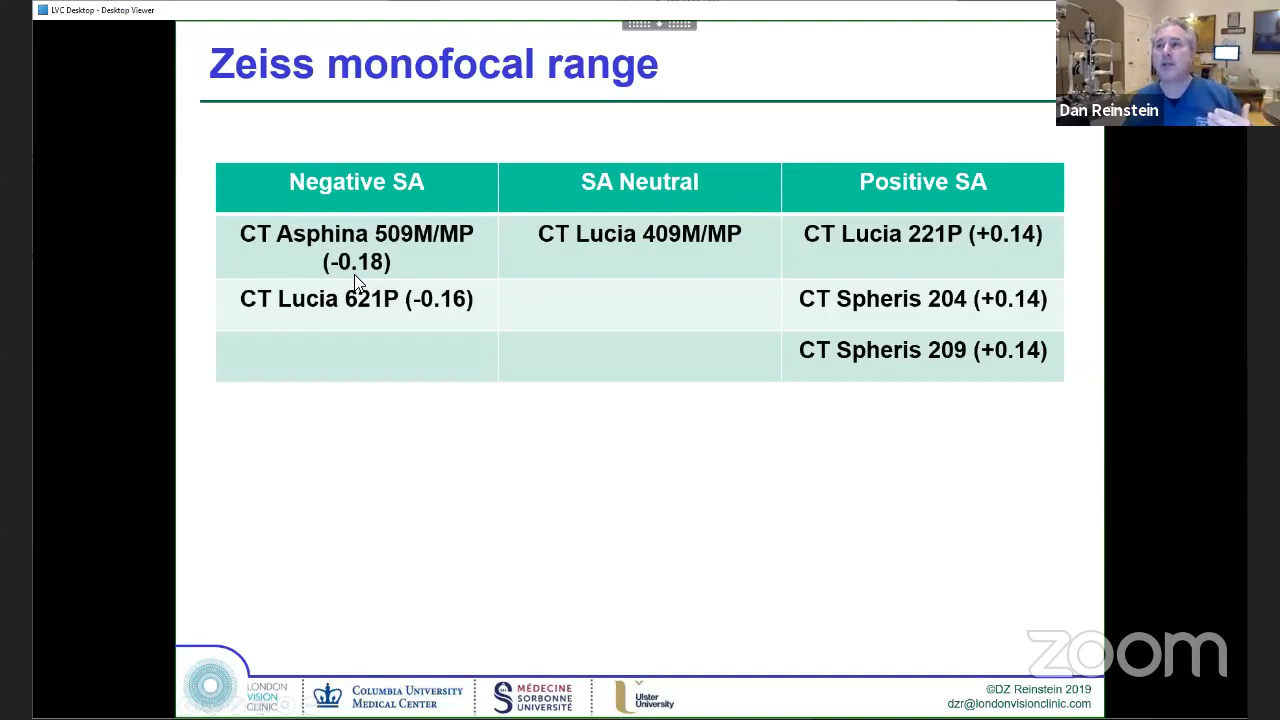 LVC Desktop - Desktop Viewer
Zeiss monofocal range
Dan Reinstein
Negative SA
SA Neutral
Positive SA
CT Asphina 509M/MP
(-0.18)
CT Lucia 409M/MP
CT Lucia 221P (+0.14)
CT Lucia 621P (-0.16)
CT Spheris 204 (+0.14)
CT Spheris 209 (+0.14)
zoom
LONDON
VISION
CLINIC
COLUMBIA UNIVERSITY
MEDICAL CENTER
MÉDECINE
SORBONNE
UNIVERSITÉ
Ulster
University
©DZ Reinstein 2019
dzr@londonvisionclinic.com